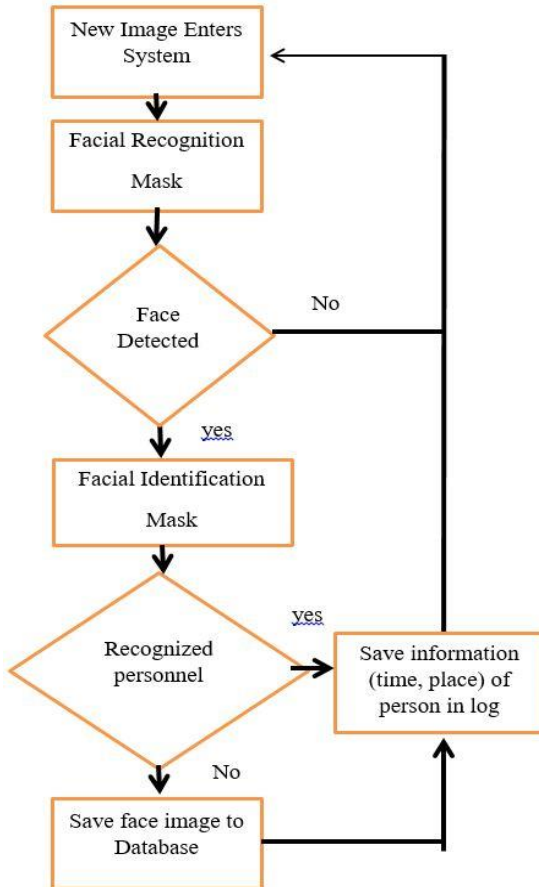 New Image Enters
System
Facial Recognition
Mask
Face
Detected
No
yes
Facial Identification
Mask
Recognized
personnel
yes
Save information
(time, place) of
person in log
No
Save face image to
Database